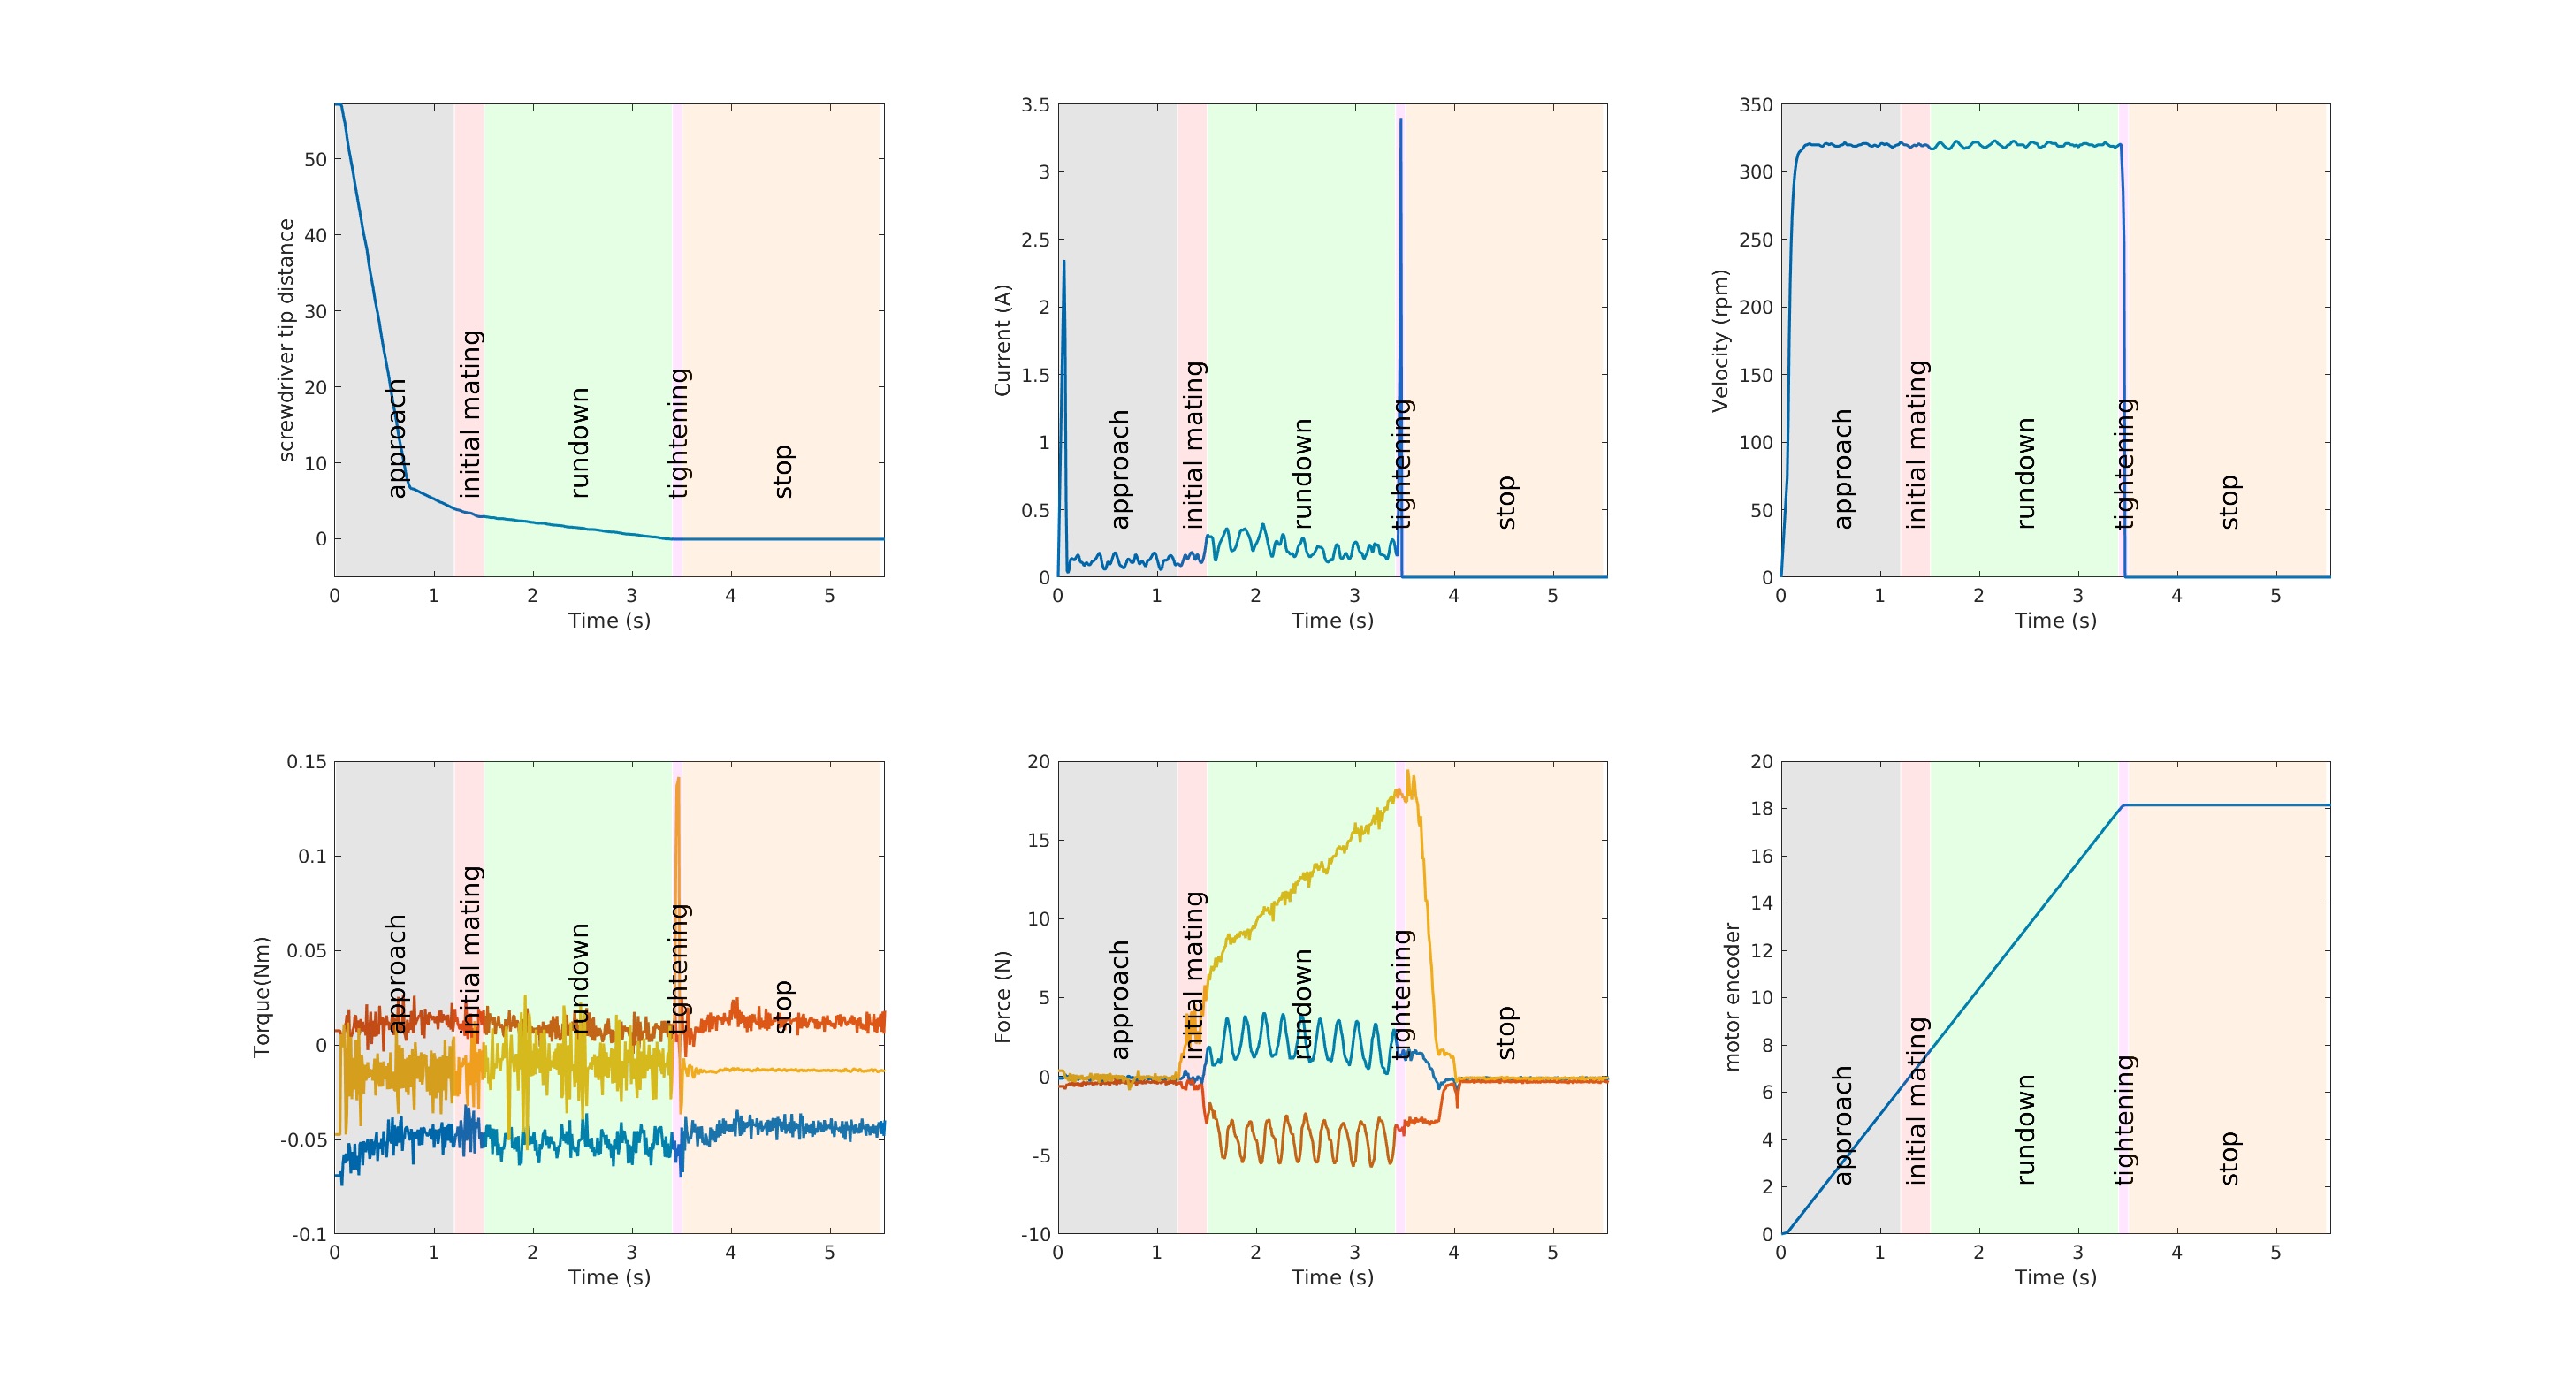 screwdriver tip distance
50
40
30
20
10
0
approach
initial mating
rundown
tightening
stop
0 1 2 3 4 5
Time (s)
Current (A)
3.5
3
2.5
2
1.5
1
0.5
0
approach
initial mating
rundown
tightening
stop
0 1 2 3 4 5
Time (s)
Velocity (rpm)
350
300
250
200
150
100
50
0
approach
initial mating
rundown
tightening
stop
0 1 2 3 4 5
Time (s)
Torque(Nm)
0.15
0.1
0.05
0
-0.05
-0.1
approach
initial mating
rundown
tightening
stop
0 1 2 3 4 5
Time (s)
Force (N)
20
15
10
5
0
-5
-10
approach
initial mating
rundown
tightening
stop
0 1 2 3 4 5
Time (s)
motor encoder
20
18
16
14
12
10
8
6
4
2
0
approach
initial mating
rundown
tightening
stop
0 1 2 3 4 5
Time (s)